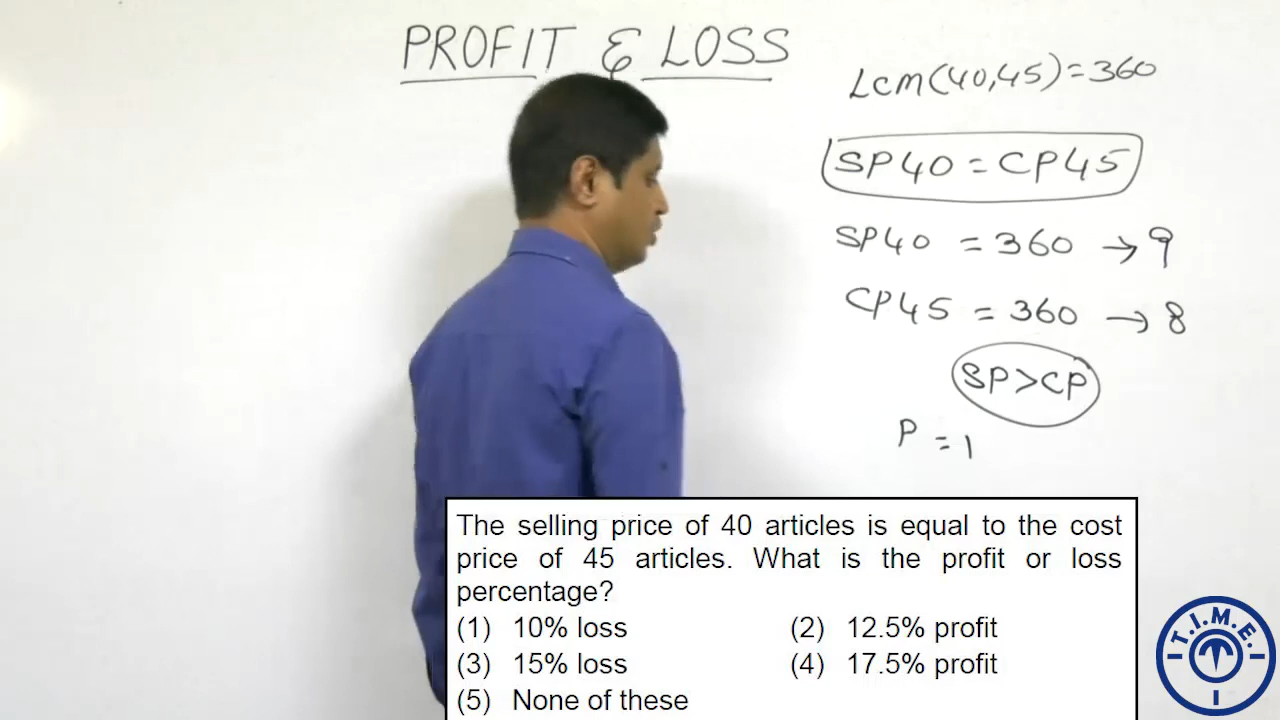 PROFIT & LOSS
Lcm(40,45)=360
SP40 = CP45
SP40 = 360 → 9
CP45 = 360 → 8
SP>CP
P = 1
The selling price of 40 articles is equal to the cost
price of 45 articles. What is the profit or loss
percentage?
(1) 10% loss (2) 12.5% profit
(3) 15% loss (4) 17.5% profit
(5) None of these
T.I.M.E.